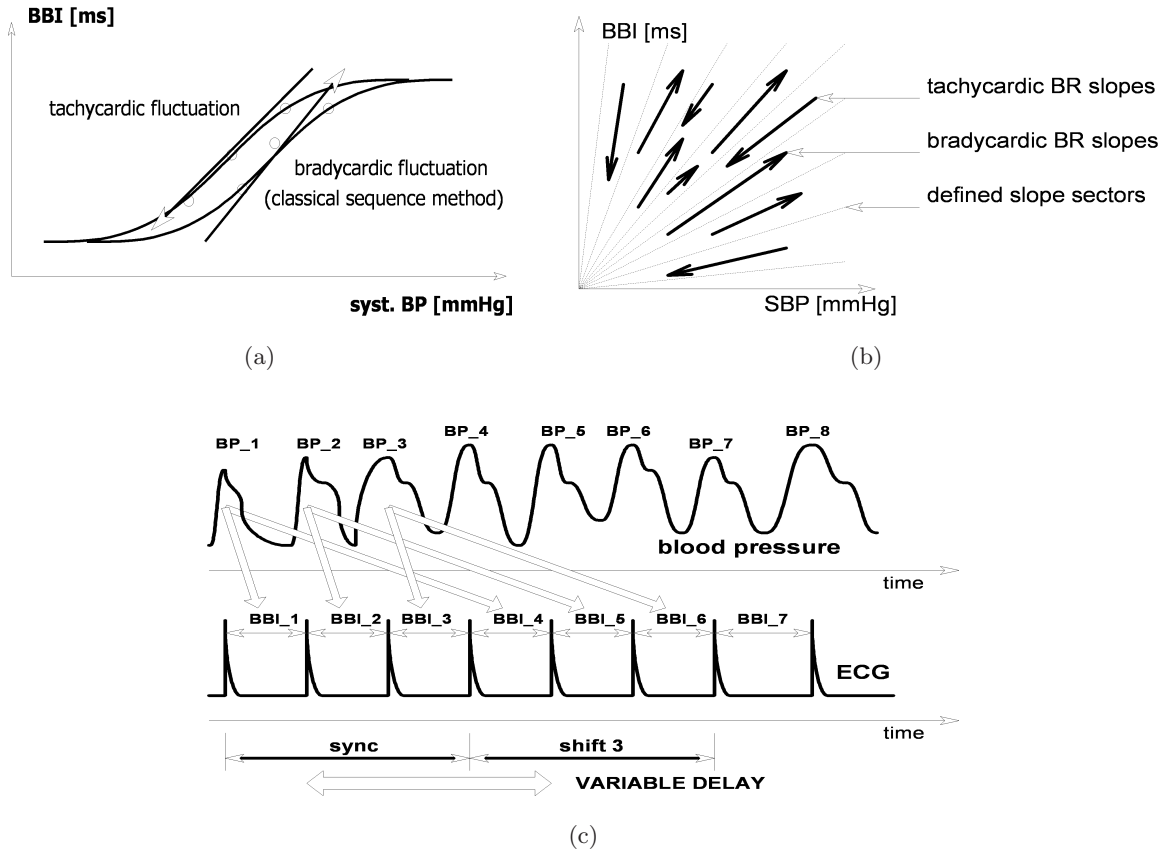 BBI [ms]
tachycardic fluctuation
bradycardic fluctuation
(classical sequence method)
syst. BP [mmHg]
(a)
BBI [ms]
tachycardic BR slopes
bradycardic BR slopes
defined slope sectors
SBP [mmHg]
(b)
BP_1 BP_2 BP_3 BP_4 BP_5 BP_6 BP_7 BP_8
blood pressure
time
BBI_1 BBI_2 BBI_3 BBI_4 BBI_5 BBI_6 BBI_7
ECG
time
sync shift 3
VARIABLE DELAY
(c)